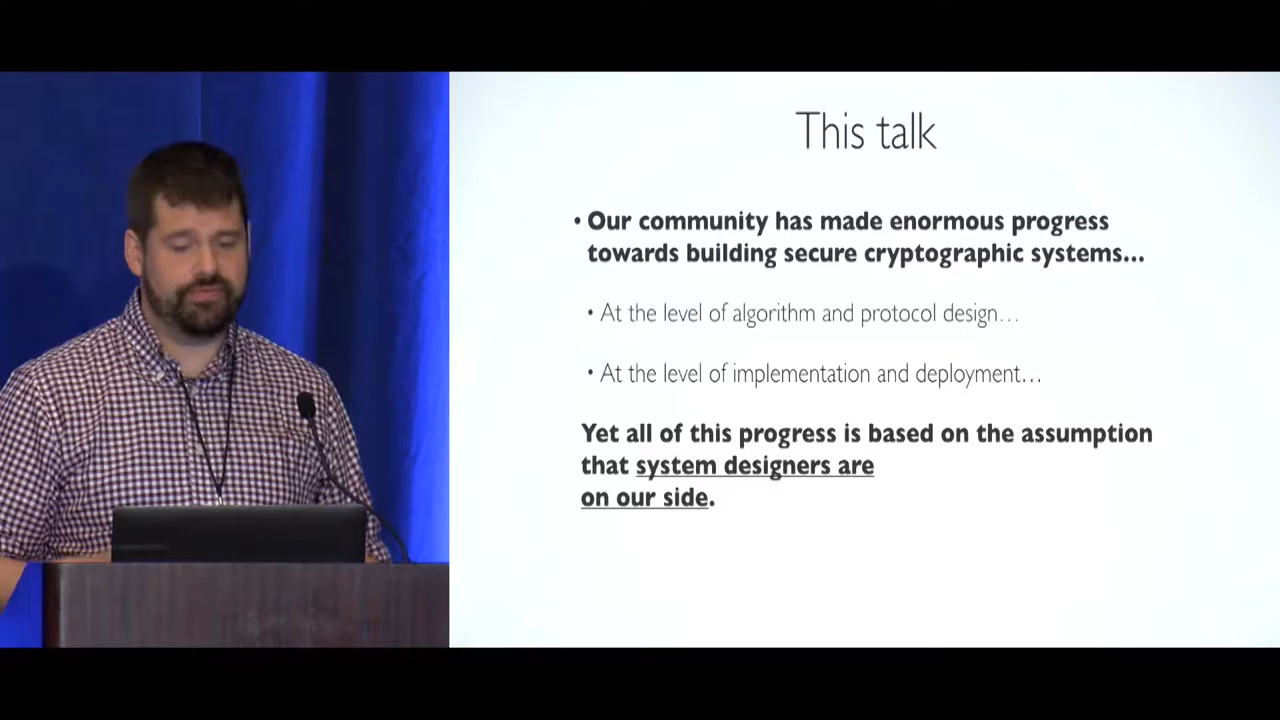 This talk
• Our community has made enormous progress
towards building secure cryptographic systems...
• At the level of algorithm and protocol design...
• At the level of implementation and deployment...
Yet all of this progress is based on the assumption
that system designers are
on our side.